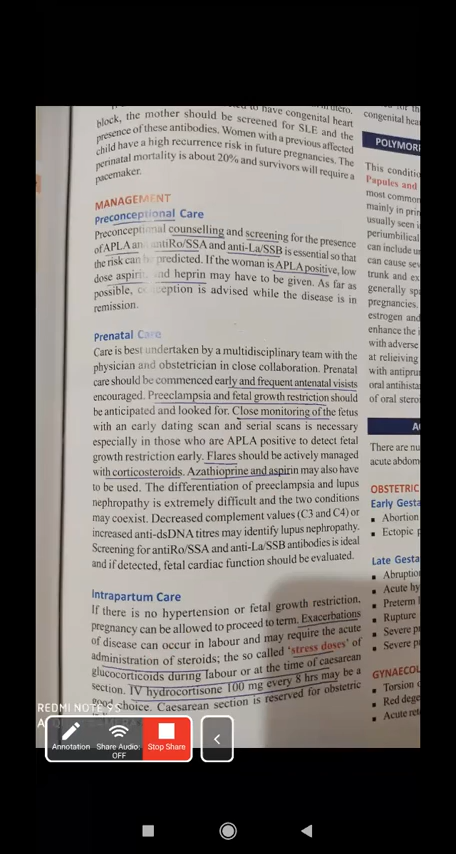 block, the mother should be screened for SLE and the
presence of these antibodies. Women with a previous affected
child have a high recurrence risk in future pregnancies. The
perinatal mortality is about 20% and survivors will require a
pacemaker.
MANAGEMENT
Preconceptional Care
Preconceptional counselling and screening for the presence
of APLA antiRo/SSA and anti-La/SSB is essential so that
the risk can be predicted. If the woman is APLA positive, low
dose aspirin and heprin may have to be given. As far as
possible, conception is advised while the disease is in
remission.
Prenatal Care
Care is best undertaken by a multidisciplinary team with the
physician and obstetrician in close collaboration. Prenatal
care should be commenced early and frequent antenatal visists
encouraged. Preeclampsia and fetal growth restriction should
be anticipated and looked for. Close monitoring of the fetus
with an early dating scan and serial scans is necessary
especially in those who are APLA positive to detect fetal
growth restriction early. Flares should be actively managed
with corticosteroids. Azathioprine and aspirin may also have
to be used. The differentiation of preeclampsia and lupus
nephropathy is extremely difficult and the two conditions
may coexist. Decreased complement values (C3 and C4) or
increased anti-dsDNA titres may identify lupus nephropathy.
Screening for antiRo/SSA and anti-La/SSB antibodies is ideal
and if detected, fetal cardiac function should be evaluated.
Intrapartum Care
If there is no hypertension or fetal growth restriction,
pregnancy can be allowed to proceed to term. Exacerbations
of disease can occur in labour and may require the acute
administration of steroids; the so called 'stress doses' of
glucocorticoids during labour or at the time of caesarean
section. IV hydrocortisone 100 mg every 8 hrs may be a
good choice. Caesarean section is reserved for obstetric
congenital hear
POLYMOR
This conditio
Papules and
most common
mainly in prin
usually seen i
periumbilical
can include u
can cause sev
trunk and ex
generally spa
pregnancies.
estrogen and
enhance the i
with adverse
at relieiving
with antiprur
oral antihista
of oral stero
There are nu
acute abdom
OBSTETRIC
Early Gesta
Abortion
Ectopic p
Late Gesta
Abruptio
Acute hy
Preterm l
Rupture
Severe pr
Severe p
GYNAECOL
Torsion o
Red dege
Acute ret
REDMI NOTE 9S
Annotation
Share Audio:
OFF
Stop Share